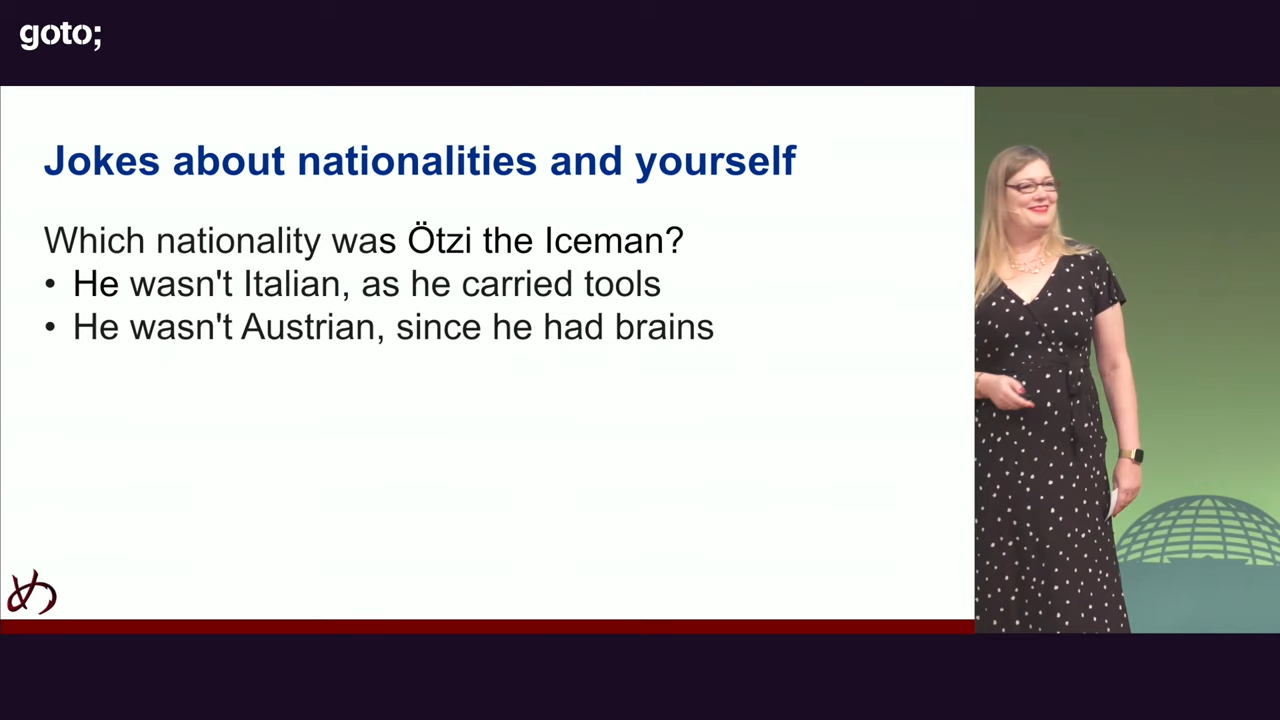 goto;
Jokes about nationalities and yourself
Which nationality was Ötzi the Iceman?
• He wasn't Italian, as he carried tools
• He wasn't Austrian, since he had brains
め